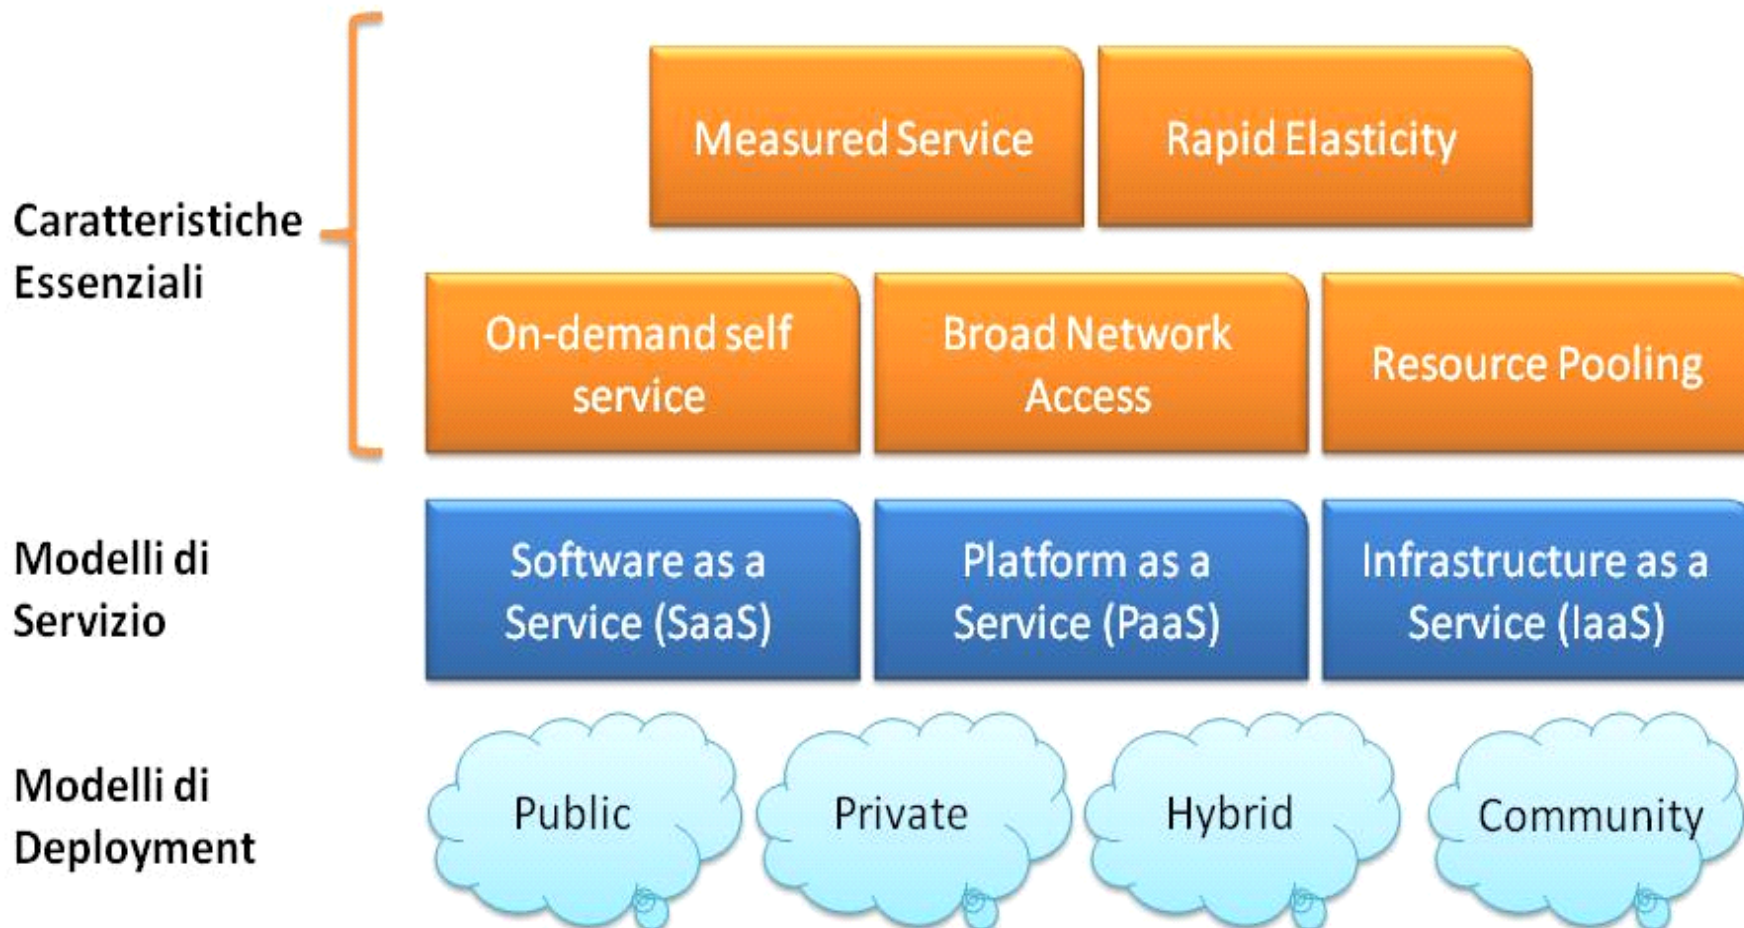 Measured Service
Rapid Elasticity
Caratteristiche
Essenziali
On-demand self
service
Broad Network
Access
Resource Pooling
Modelli di
Servizio
Software as a
Service (SaaS)
Platform as a
Service (PaaS)
Infrastructure as a
Service (IaaS)
Modelli di
Deployment
Public
Private
Hybrid
Community